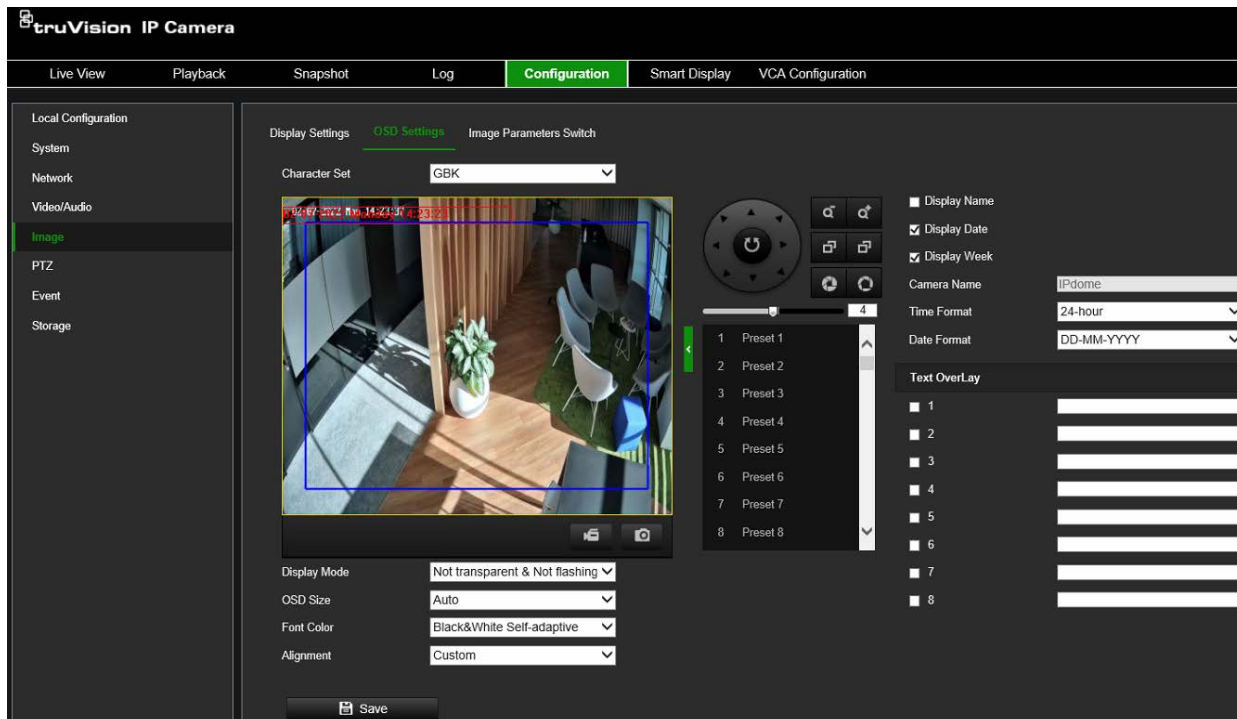 truVision IP Camera
Live View Playback Snapshot Log Configuration Smart Display VCA Configuration
Local Configuration
System
Network
Video/Audio
Image
PTZ
Event
Storage
Display Settings OSD Settings Image Parameters Switch
Character Set GBK
Display Mode Not transparent & Not flashing
OSD Size Auto
Font Color Black&White Self-adaptive
Alignment Custom
Save
4
1 Preset 1
2 Preset 2
3 Preset 3
4 Preset 4
5 Preset 5
6 Preset 6
7 Preset 7
8 Preset 8
Display Name
Display Date
Display Week
Camera Name IPdome
Time Format 24-hour
Date Format DD-MM-YYYY
Text OverLay
1
2
3
4
5
6
7
8